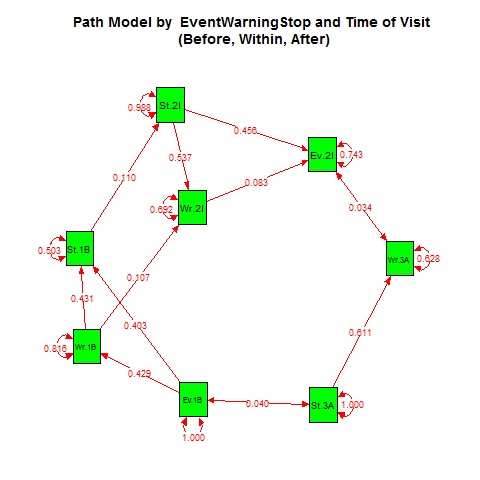 Path Model by EventWarningStop and Time of Visit
(Before, Within, After)
St.2I
0.988
0.456
0.537
Ev.2I
0.743
0.110
0.083
Wr.2I
0.692
0.034
St.1B
0.503
Wr.3A
0.628
0.107
0.431
0.403
0.611
Wr.1B
0.816
0.429
Ev.1B
0.040
St.3A
1.000
1.000